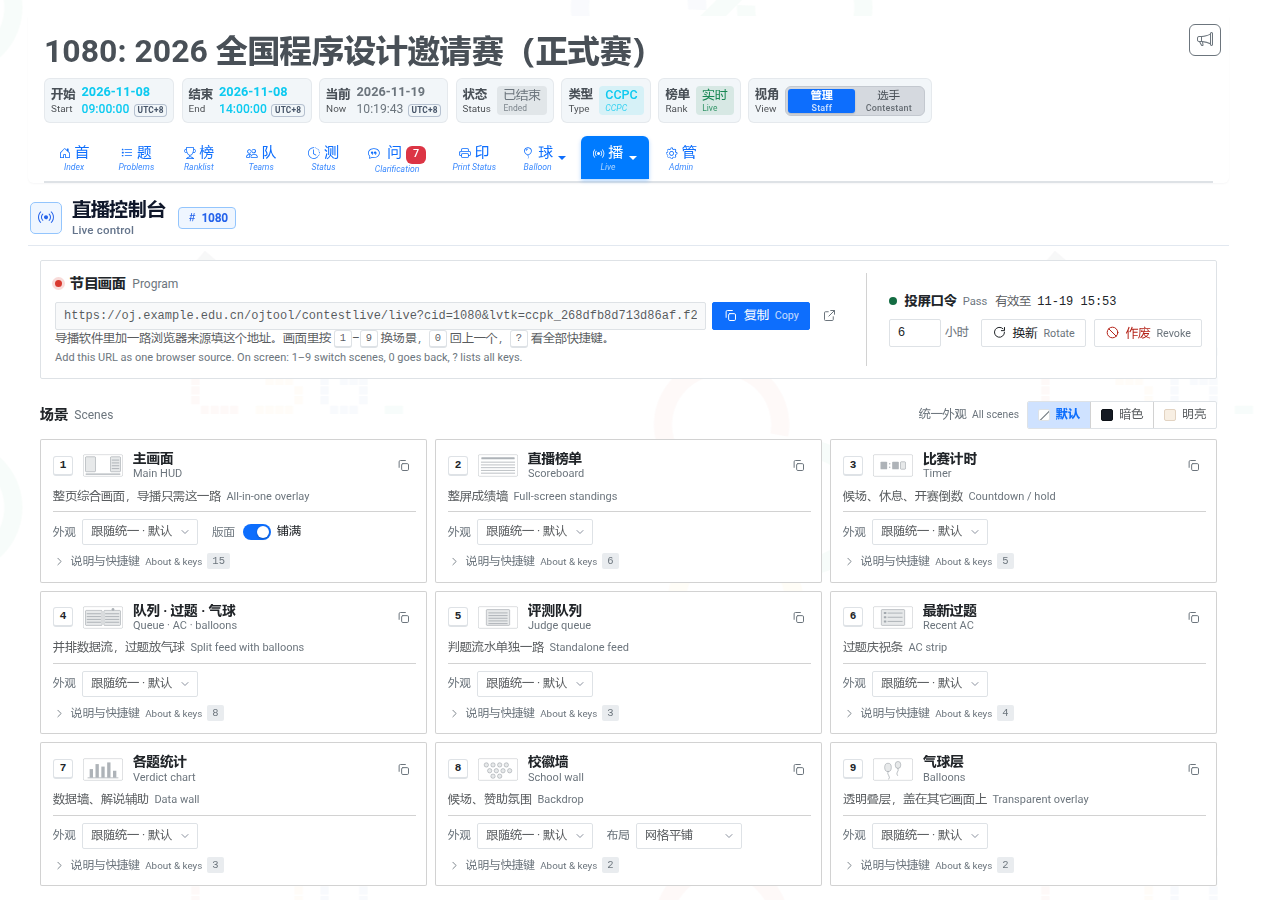 1080: 2026 全国程序设计邀请赛（正式赛）
开始 2026-11-08 结束 2026-11-08 当前 2026-11-19 状态 已结束 类型 CCPC 榜单 实时 视角 管理 选手
Start 09:00:00 UTC+8 End 14:00:00 UTC+8 Now 10:19:43 UTC+8 Status Ended Type CCPC Rank Live View Staff Contestant
首 题 榜 队 测 问 7 印 球 播 管
Index Problems Ranklist Teams Status Clarification Print Status Balloon Live Admin
直播控制台 # 1080
Live control
节目画面 Program
https://oj.example.edu.cn/ojtool/contestlive/live?cid=1080&lvtk=ccpk_268dfb8d713d86af.f2 复制 Copy
导播软件里加一路浏览器来源填这个地址。画面里按 1–9 换场景，0 回上一个，? 看全部快捷键。
Add this URL as one browser source. On screen: 1–9 switch scenes, 0 goes back, ? lists all keys.
投屏口令 Pass 有效至 11-19 15:53
6 小时 换新 Rotate 作废 Revoke
场景 Scenes 统一外观 All scenes 默认 暗色 明亮
1 主画面
Main HUD
整页综合画面，导播只需这一路 All-in-one overlay
外观 跟随统一 · 默认 版面 铺满
说明与快捷键 About & keys 15
2 直播榜单
Scoreboard
整屏成绩墙 Full-screen standings
外观 跟随统一 · 默认
说明与快捷键 About & keys 6
3 比赛计时
Timer
候场、休息、开赛倒数 Countdown / hold
外观 跟随统一 · 默认
说明与快捷键 About & keys 5
4 队列 · 过题 · 气球
Queue · AC · balloons
并排数据流，过题放气球 Split feed with balloons
外观 跟随统一 · 默认
说明与快捷键 About & keys 8
5 评测队列
Judge queue
判题流水单独一路 Standalone feed
外观 跟随统一 · 默认
说明与快捷键 About & keys 3
6 最新过题
Recent AC
过题庆祝条 AC strip
外观 跟随统一 · 默认
说明与快捷键 About & keys 4
7 各题统计
Verdict chart
数据墙、解说辅助 Data wall
外观 跟随统一 · 默认
说明与快捷键 About & keys 3
8 校徽墙
School wall
候场、赞助氛围 Backdrop
外观 跟随统一 · 默认 布局 网格平铺
说明与快捷键 About & keys 2
9 气球层
Balloons
透明叠层，盖在其它画面上 Transparent overlay
外观 跟随统一 · 默认
说明与快捷键 About & keys 2